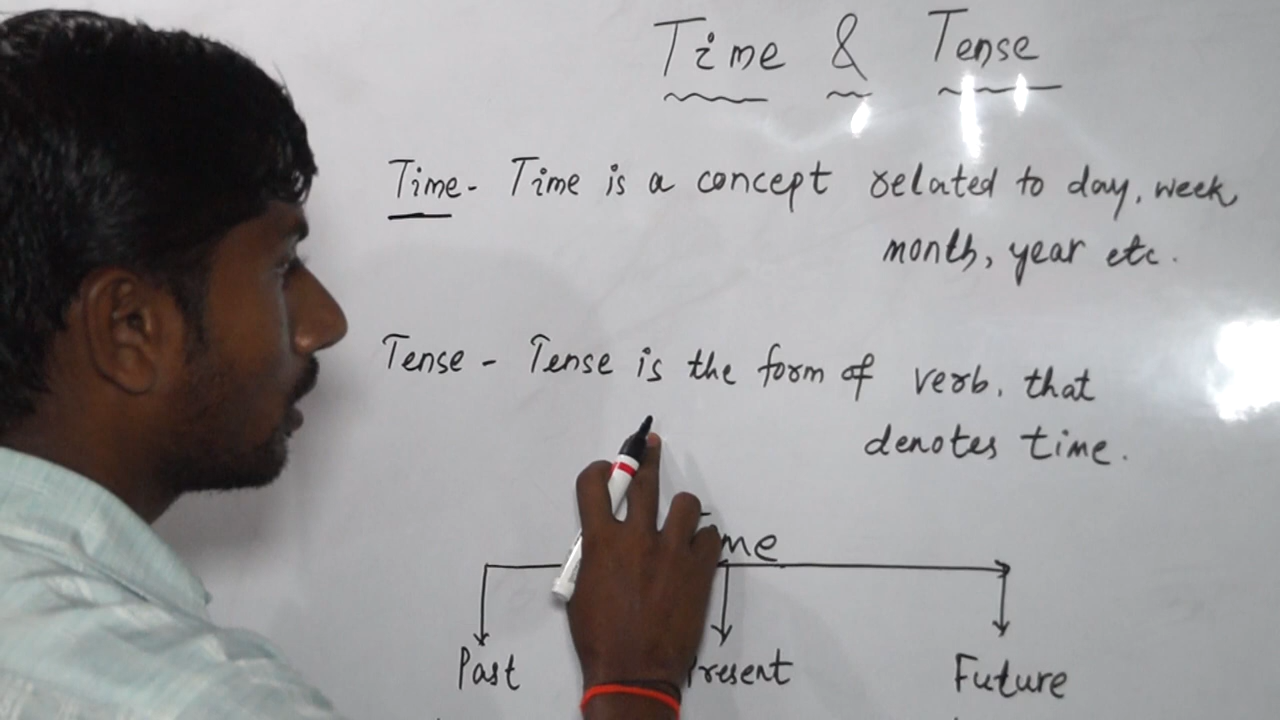 Time & Tense
Time- Time is a concept related to day, week
month, year etc.
Tense - Tense is the form of verb. that
denotes time.
me
Past Present Future